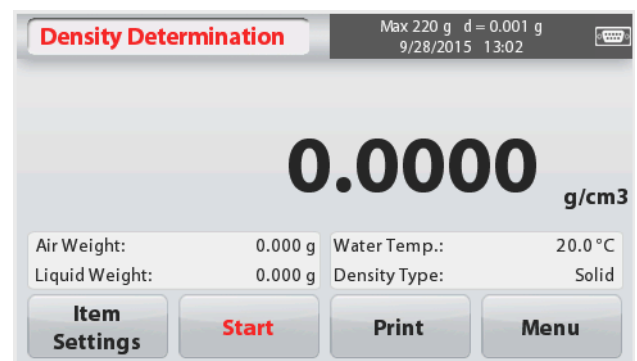 Density Determination
Max 220 g d = 0.001 g
9/28/2015 13:02
0.0000
g/cm3
Air Weight: 0.000 g
Liquid Weight: 0.000 g
Water Temp.: 20.0 °C
Density Type: Solid
Item
Settings
Start
Print
Menu